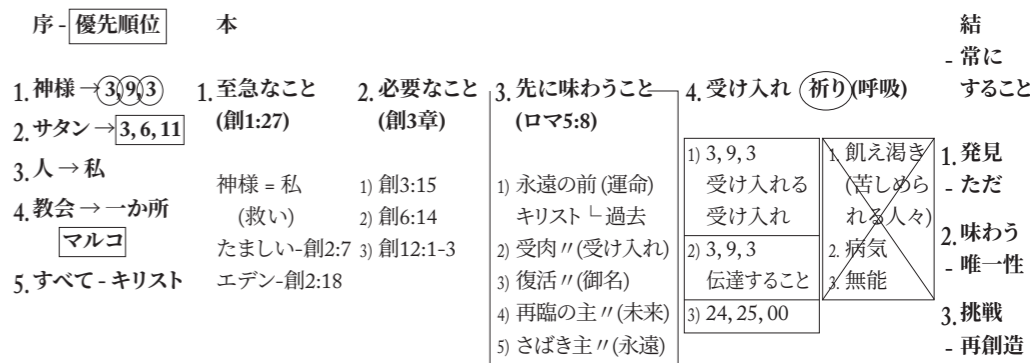 序 - 優先順位
1. 神様 → 3, 9, 3
2. サタン → 3, 6, 11
3. 人 → 私
4. 教会 → 一か所
マルコ
5. すべて - キリスト
本
1. 至急なこと
(創1:27)
神様 = 私
(救い)
たましい-創2:7
エデン-創2:18
2. 必要なこと
(創3章)
1) 創3:15
2) 創6:14
3) 創12:1-3
3. 先に味わうこと
(ロマ5:8)
1) 永遠の前 (運命)
キリスト └ 過去
2) 受肉〃(受け入れ)
3) 復活〃(御名)
4) 再臨の主〃(未来)
5) さばき主〃(永遠)
4. 受け入れ 祈り (呼吸)
1) 3, 9, 3
受け入れる
受け入れ
2) 3, 9, 3
伝達すること
3) 24, 25, 00
1. 飢え渇き
(苦しめら
れる人々)
2. 病気
3. 無能
結
- 常に
すること
1. 発見
- ただ
2. 味わう
- 唯一性
3. 挑戦
- 再創造